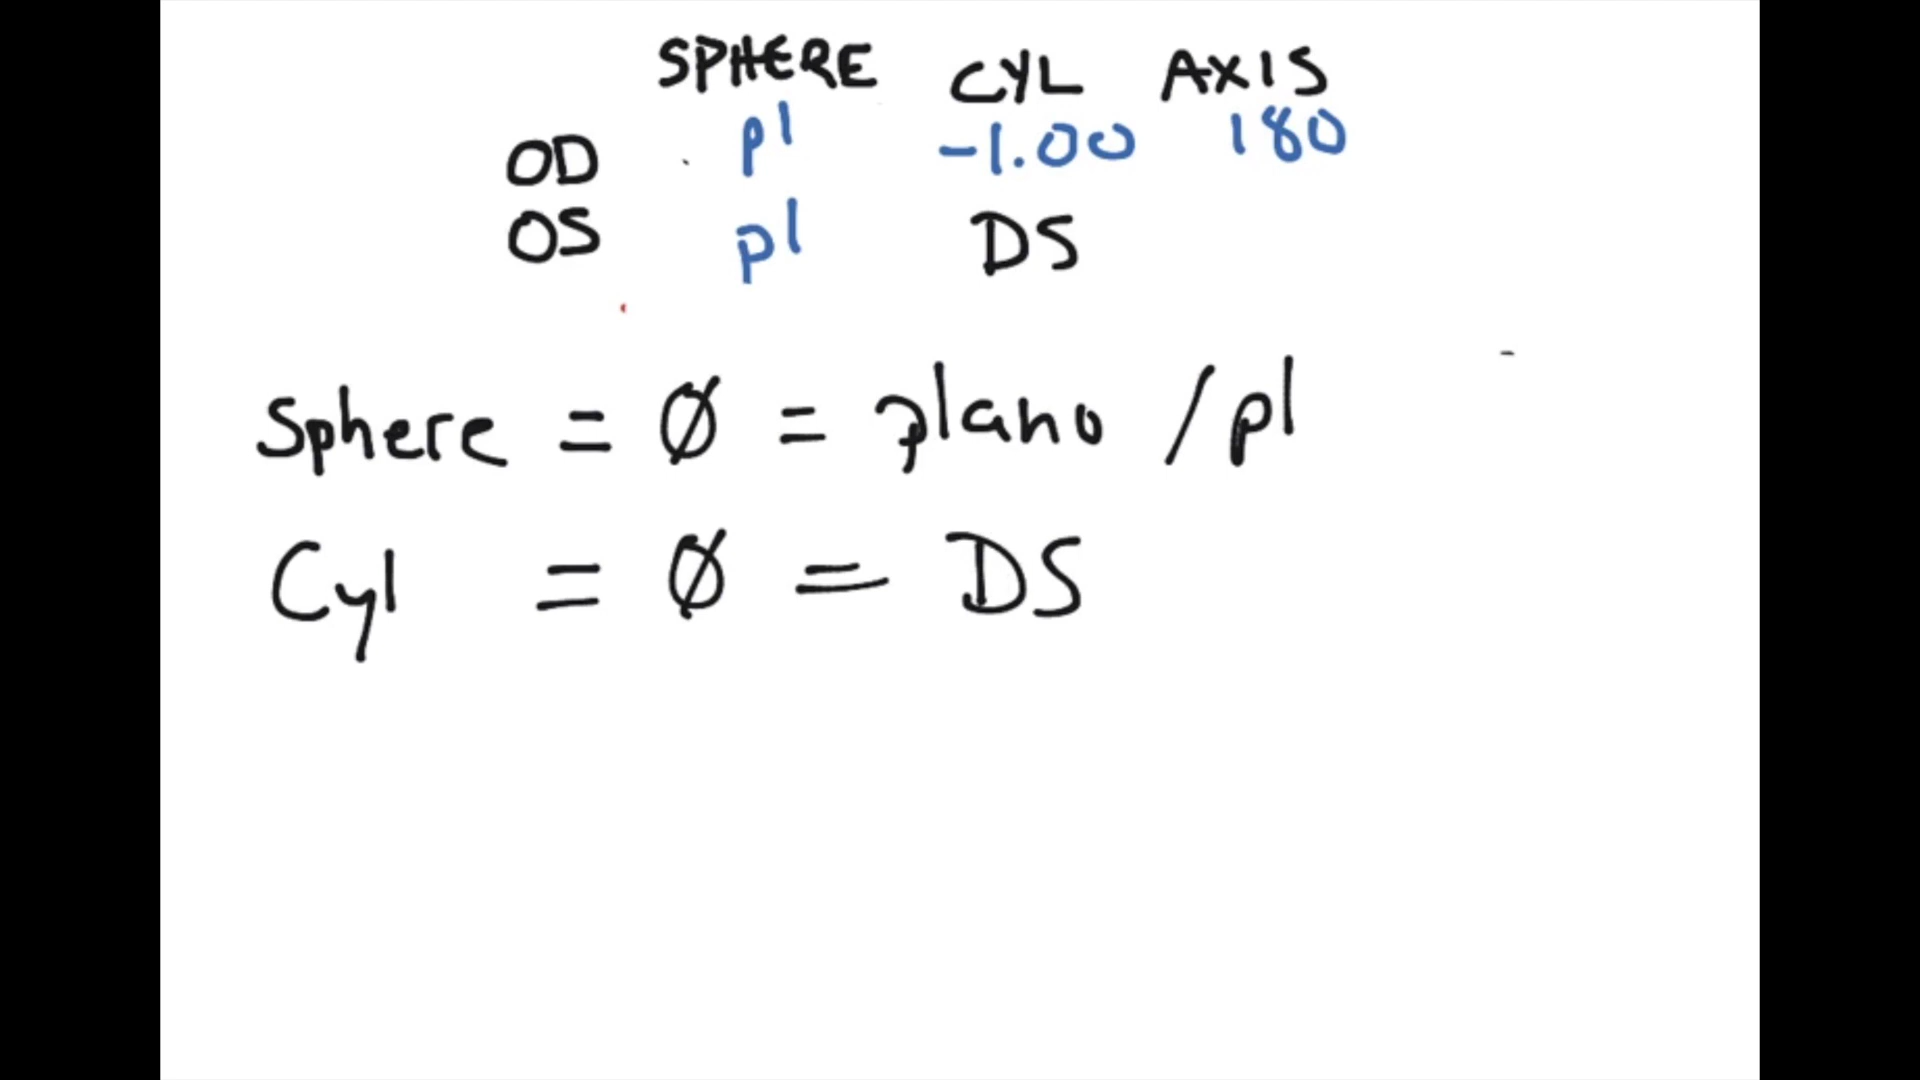 SPHERE CYL AXIS
OD pl -1.00 180
OS pl DS
Sphere = Ø = plano / pl
Cyl = Ø = DS